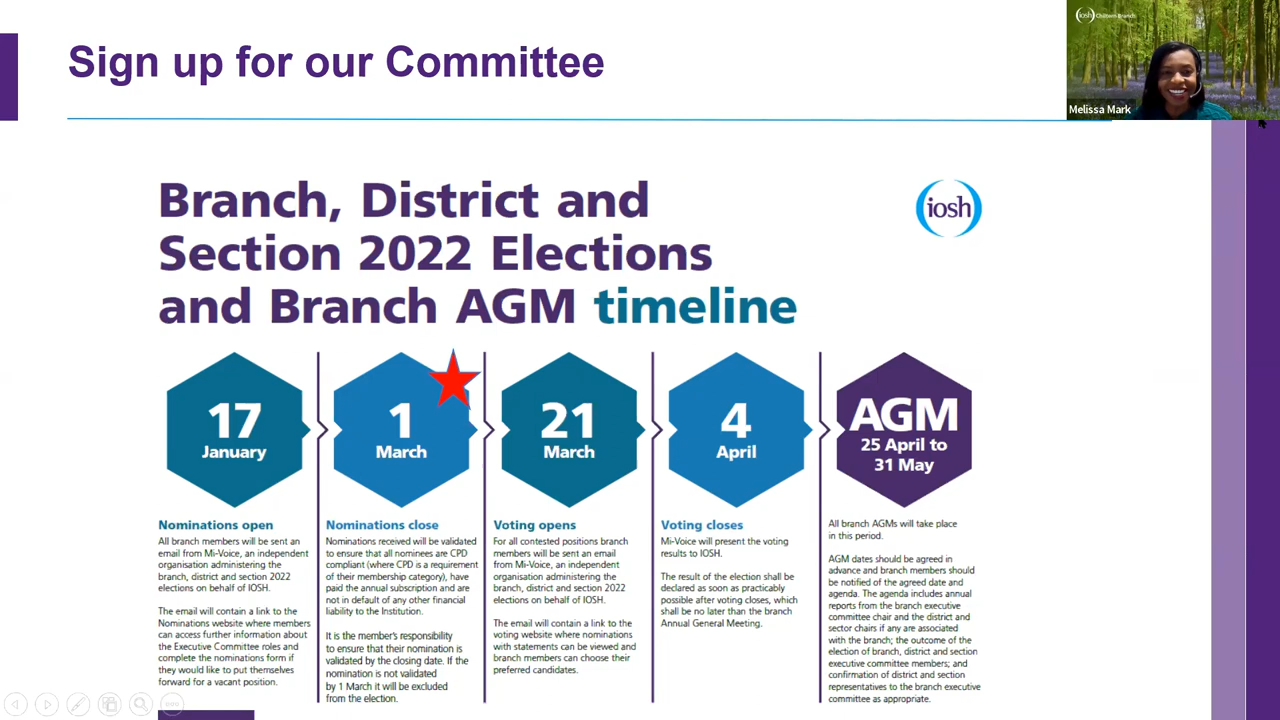 Sign up for our Committee
(iosh) Chiltern Branch
Melissa Mark
Branch, District and
Section 2022 Elections
and Branch AGM timeline
iosh
17
January
1
March
21
March
4
April
AGM
25 April to
31 May
Nominations open
All branch members will be sent an
email from Mi-Voice, an independent
organisation administering the
branch, district and section 2022
elections on behalf of IOSH.
The email will contain a link to the
Nominations website where members
can access further information about
the Executive Committee roles and
complete the nominations form if
they would like to put themselves
forward for a vacant position.
Nominations close
Nominations received will be validated
to ensure that all nominees are CPD
compliant (where CPD is a requirement
of their membership category), have
paid the annual subscription and are
not in default of any other financial
liability to the Institution.
It is the member's responsibility
to ensure that their nomination is
validated by the closing date. If the
nomination is not validated
by 1 March it will be excluded
from the election.
Voting opens
For all contested positions branch
members will be sent an email
from Mi-Voice, an independent
organisation administering the
branch, district and section 2022
elections on behalf of IOSH.
The email will contain a link to the
voting website where nominations
with statements can be viewed and
branch members can choose their
preferred candidates.
Voting closes
Mi-Voice will present the voting
results to IOSH.
The result of the election shall be
declared as soon as practicably
possible after voting closes, which
shall be no later than the branch
Annual General Meeting.
All branch AGMs will take place
in this period.
AGM dates should be agreed in
advance and branch members should
be notified of the agreed date and
agenda. The agenda includes annual
reports from the branch executive
committee chair and the district and
sector chairs if any are associated
with the branch; the outcome of the
election of branch, district and section
executive committee members; and
confirmation of district and section
representatives to the branch executive
committee as appropriate.